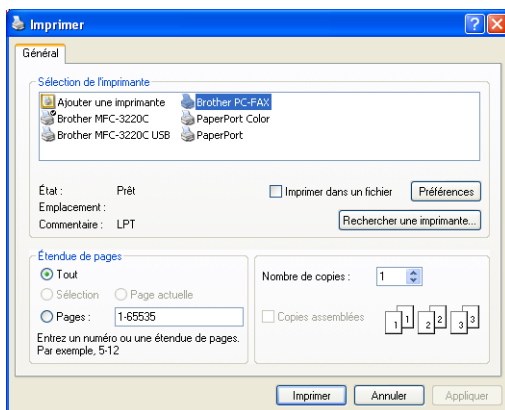 Imprimer
Général
Sélection de l'imprimante
Ajouter une imprimante Brother PC-FAX
Brother MFC-3220C PaperPort Color
Brother MFC-3220C USB PaperPort
État : Prêt Imprimer dans un fichier Préférences
Emplacement :
Commentaire : LPT Rechercher une imprimante...
Étendue de pages
Tout Nombre de copies : 1
Sélection Page actuelle
Pages : 1-65535 Copies assemblées 1 1 2 2 3 3
Entrez un numéro ou une étendue de pages.
Par exemple, 5-12
Imprimer Annuler Appliquer